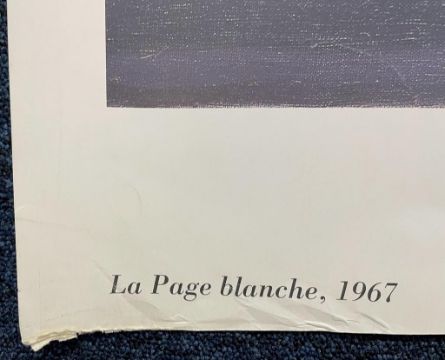 La Page blanche, 1967